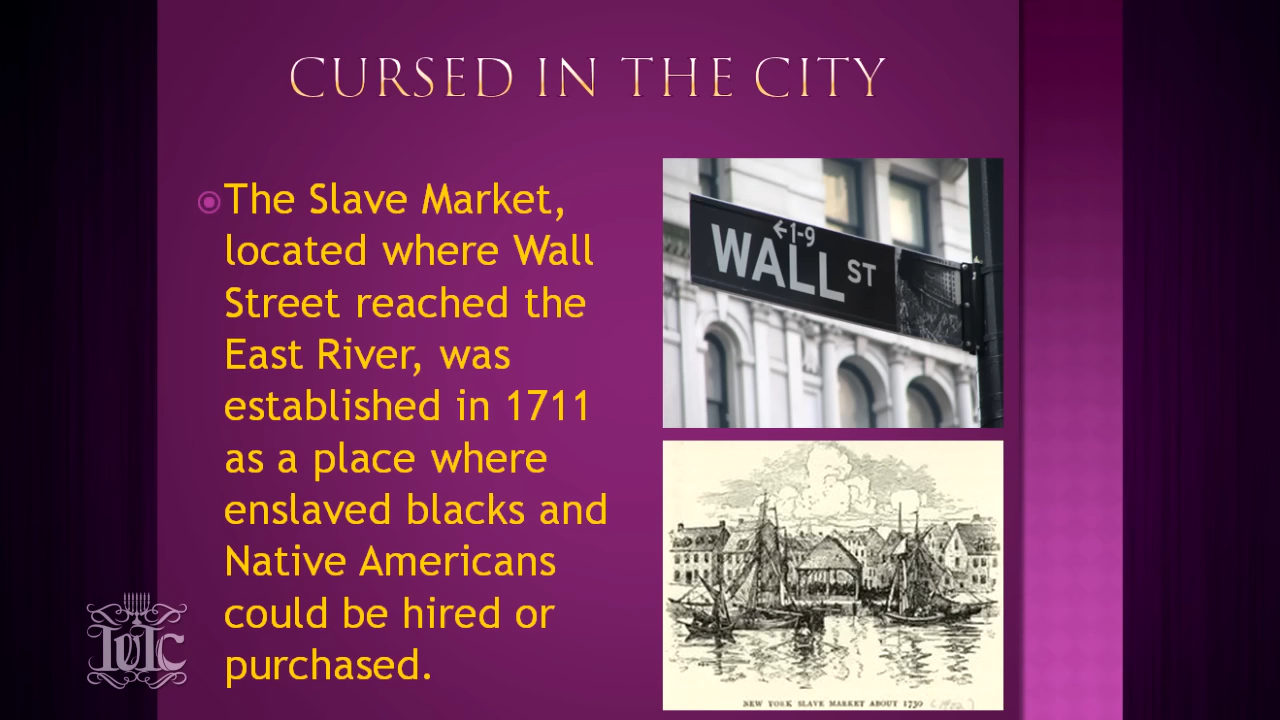 CURSED IN THE CITY
The Slave Market,
located where Wall
Street reached the
East River, was
established in 1711
as a place where
enslaved blacks and
Native Americans
could be hired or
purchased.
←1-9
WALL ST
NEW YORK SLAVE MARKET ABOUT 1730
IUIC